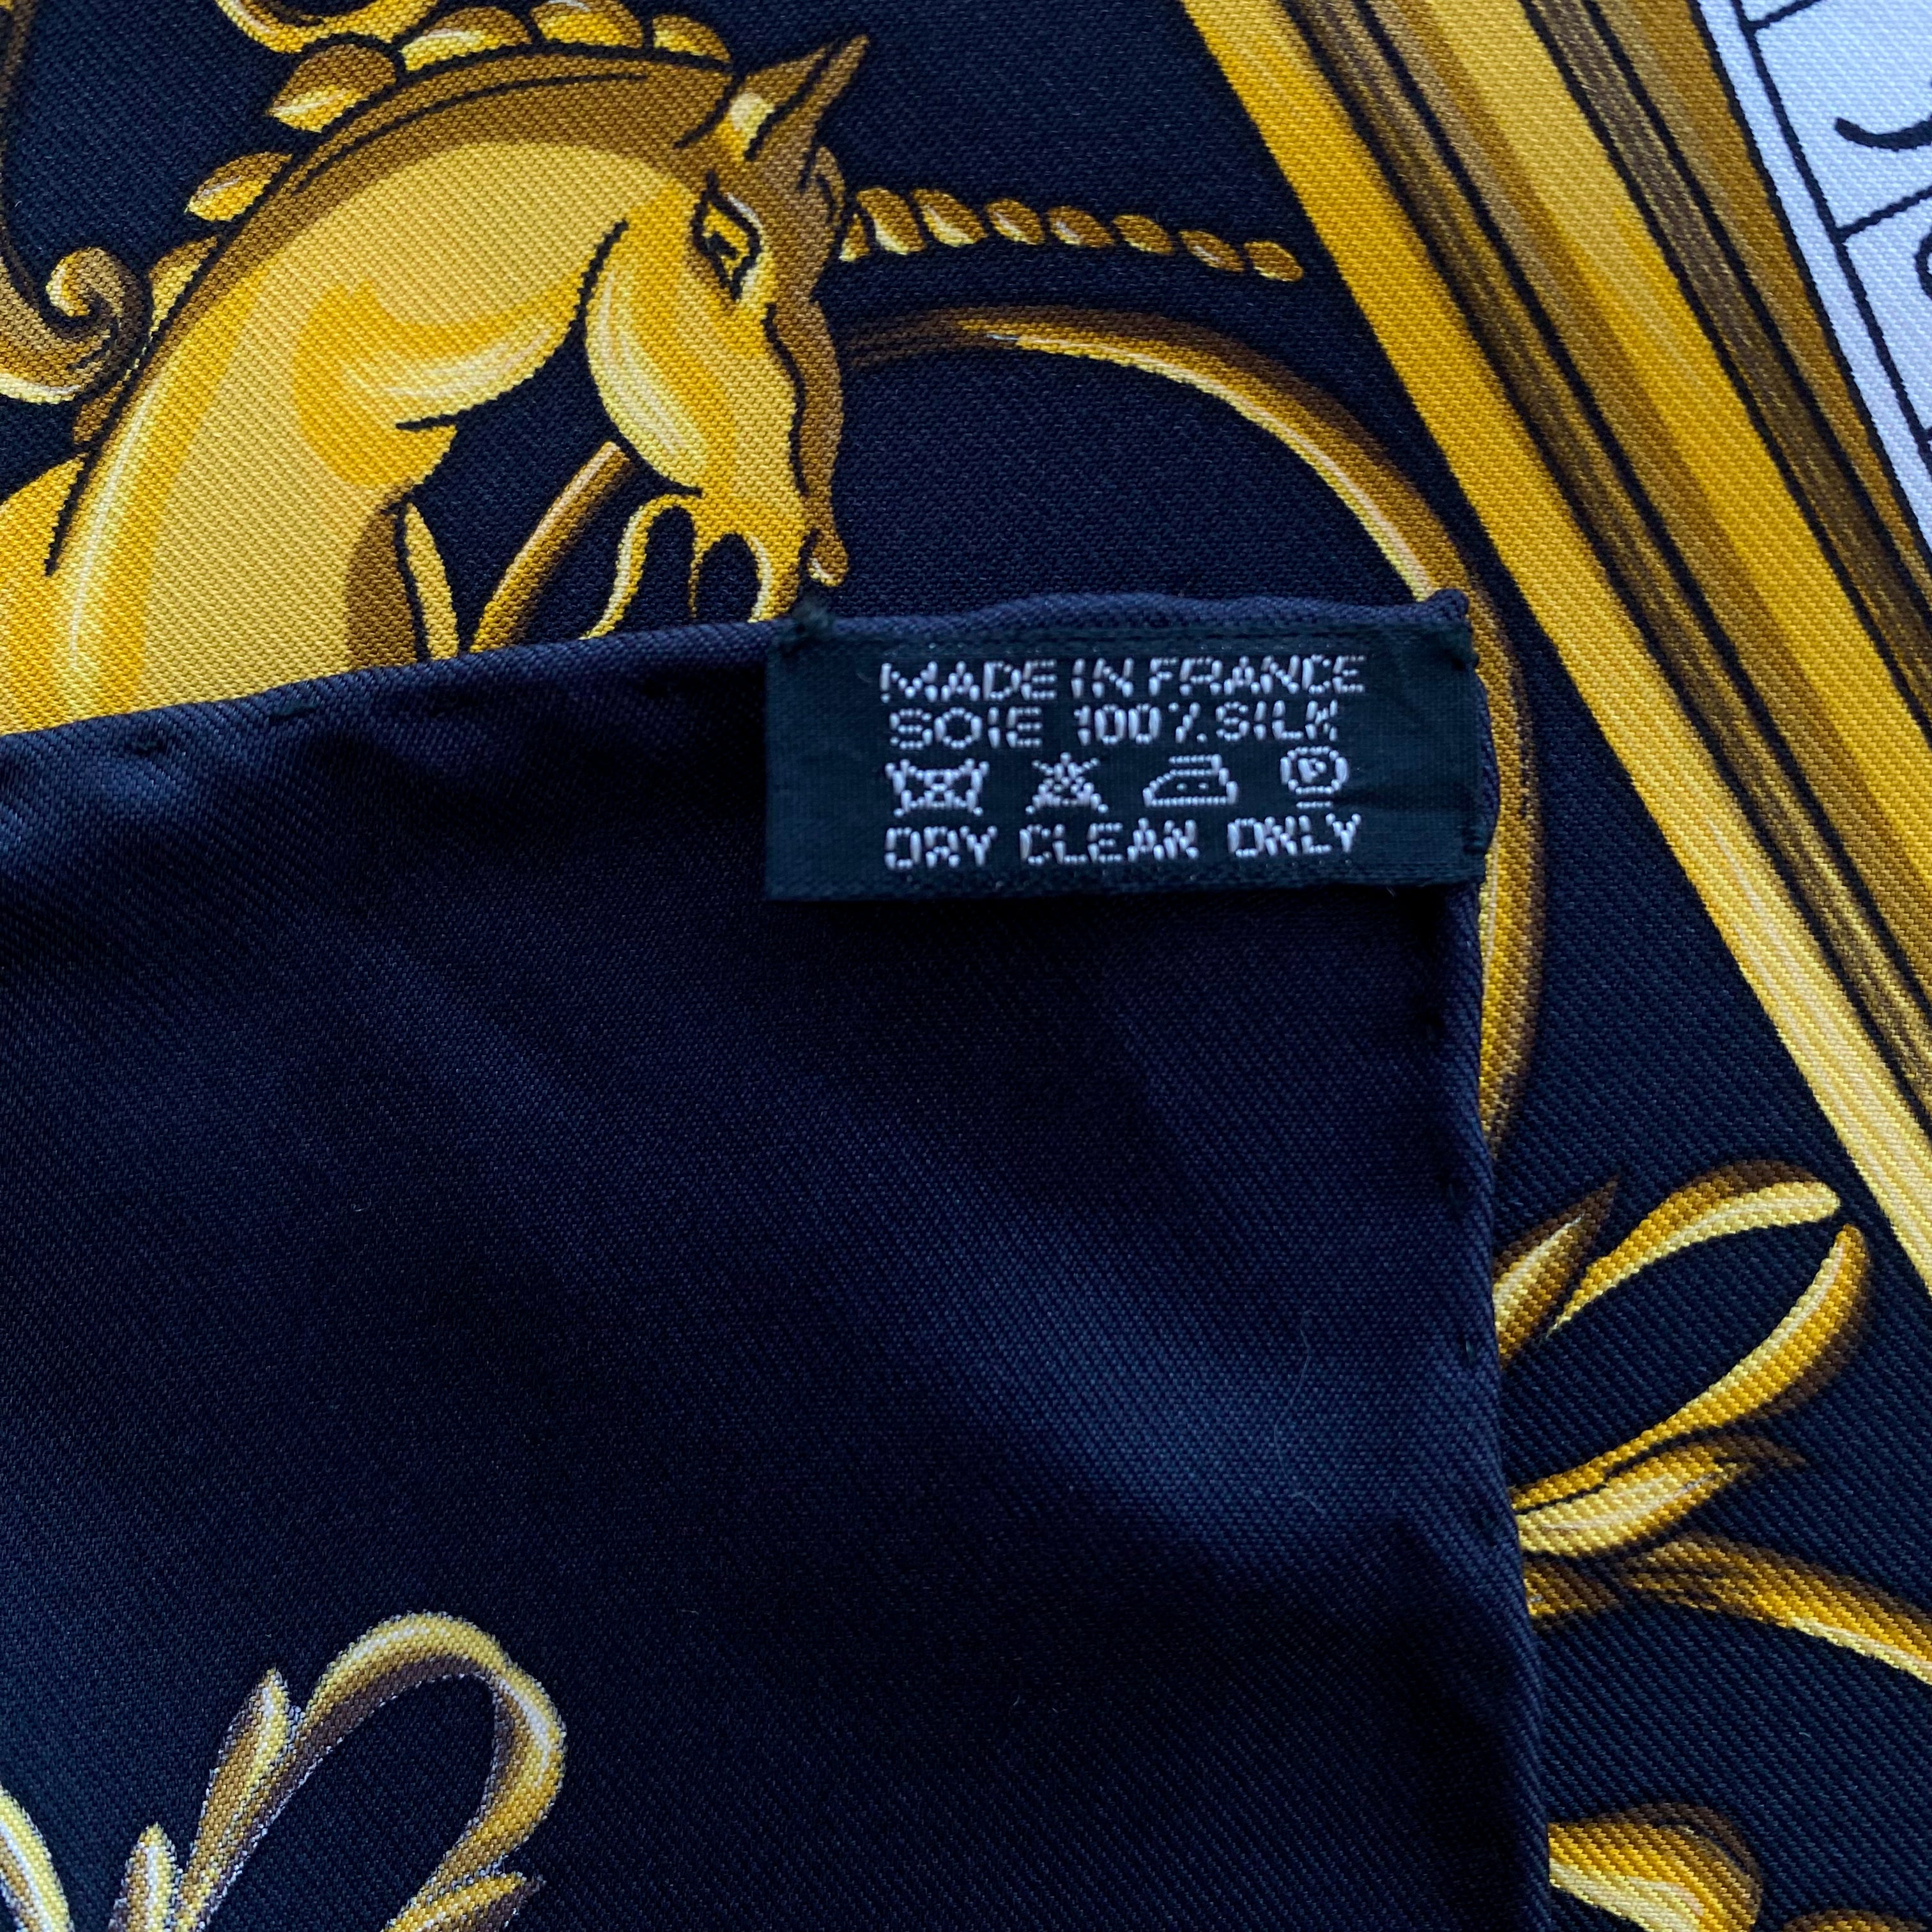 MADE IN FRANCE
SOIE 100% SILK
P
DRY CLEAN ONLY